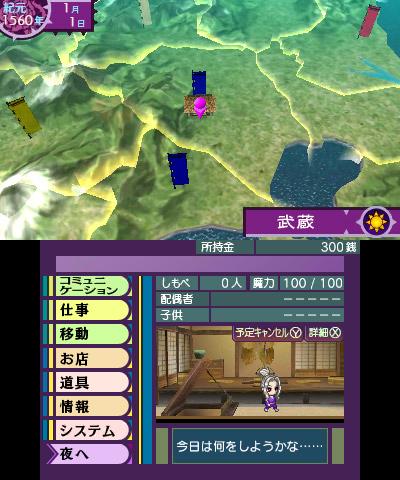 紀元
1560年
1月
1日
武蔵
所持金 300銭
コミュニケーション
仕事
移動
お店
道具
情報
システム
夜へ
しもべ 0人 魔力 100/100
配偶者 －－－－－
子供 －－－－－
予定キャンセルⓎ 詳細Ⓧ
今日は何をしようかな……